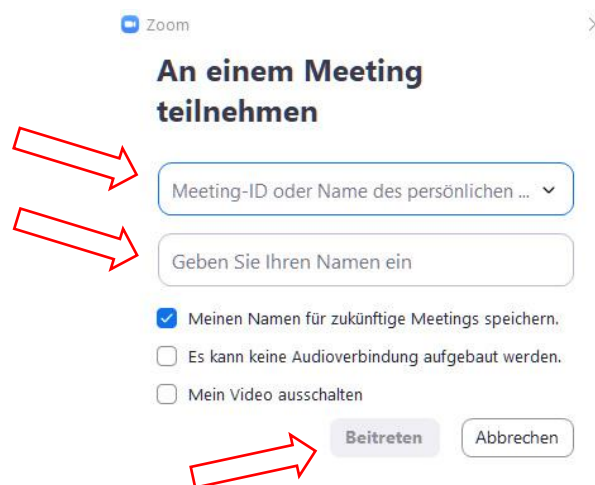 Zoom
An einem Meeting
teilnehmen
Meeting-ID oder Name des persönlichen ...
Geben Sie Ihren Namen ein
Meinen Namen für zukünftige Meetings speichern.
Es kann keine Audioverbindung aufgebaut werden.
Mein Video ausschalten
Beitreten Abbrechen